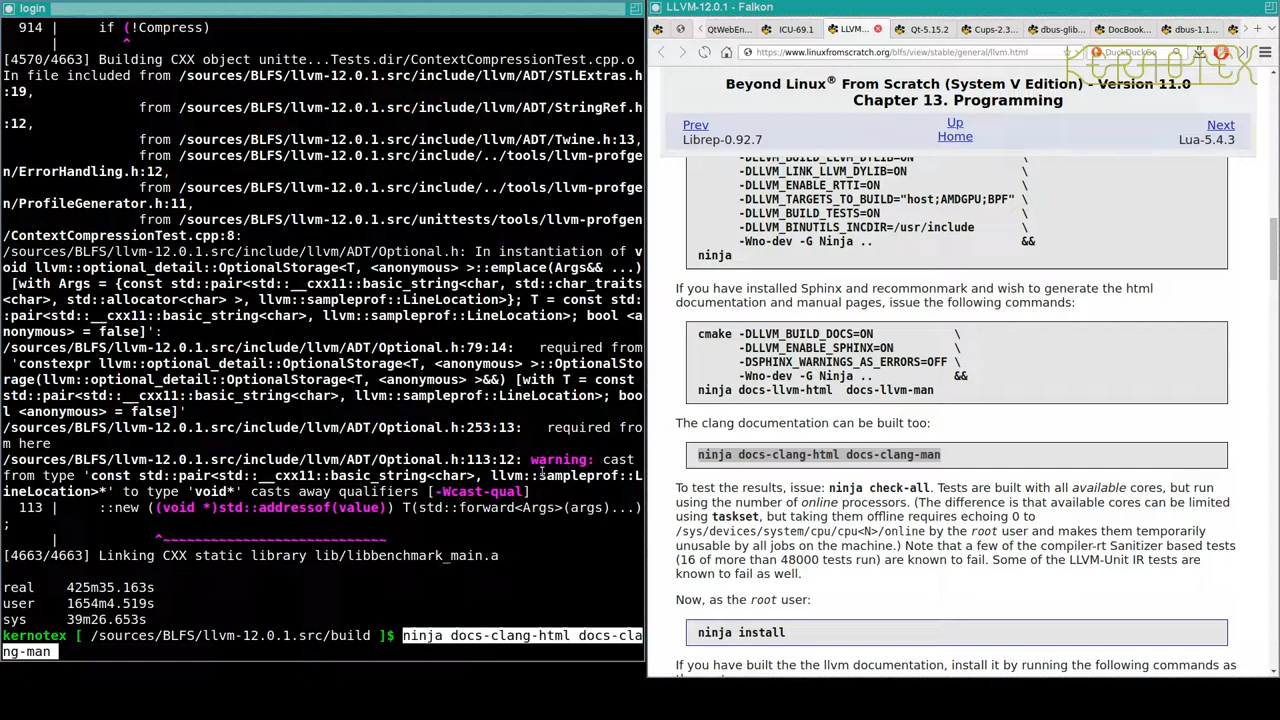 login
914 |     if (!Compress)
|        ^
[4570/4663] Building CXX object unitte...Tests.dir/ContextCompressionTest.cpp.o
In file included from /sources/BLFS/llvm-12.0.1.src/include/llvm/ADT/STLExtras.h
:19,
from /sources/BLFS/llvm-12.0.1.src/include/llvm/ADT/StringRef.h
:12,
from /sources/BLFS/llvm-12.0.1.src/include/llvm/ADT/Twine.h:13,
from /sources/BLFS/llvm-12.0.1.src/include/../tools/llvm-profge
n/ErrorHandling.h:12,
from /sources/BLFS/llvm-12.0.1.src/include/../tools/llvm-profge
n/ProfileGenerator.h:11,
from /sources/BLFS/llvm-12.0.1.src/unittests/tools/llvm-profgen
/ContextCompressionTest.cpp:8:
/sources/BLFS/llvm-12.0.1.src/include/llvm/ADT/Optional.h: In instantiation of v
oid llvm::optional_detail::OptionalStorage<T, <anonymous> >::emplace(Args&& ...)
[with Args = {const std::pair<std::__cxx11::basic_string<char, std::char_traits
<char>, std::allocator<char> >, llvm::sampleprof::LineLocation>}; T = const std:
:pair<std::__cxx11::basic_string<char>, llvm::sampleprof::LineLocation>; bool <a
nonymous> = false]':
/sources/BLFS/llvm-12.0.1.src/include/llvm/ADT/Optional.h:79:14:   required from
'constexpr llvm::optional_detail::OptionalStorage<T, <anonymous> >::OptionalSto
rage(llvm::optional_detail::OptionalStorage<T, <anonymous> >&&) [with T = const
std::pair<std::__cxx11::basic_string<char>, llvm::sampleprof::LineLocation>; boo
l <anonymous> = false]'
/sources/BLFS/llvm-12.0.1.src/include/llvm/ADT/Optional.h:253:13:   required fro
m here
/sources/BLFS/llvm-12.0.1.src/include/llvm/ADT/Optional.h:113:12: warning: cast
from type 'const std::pair<std::__cxx11::basic_string<char>, llvm::sampleprof::L
ineLocation>*' to type 'void*' casts away qualifiers [-Wcast-qual]
113 |     ::new ((void *)std::addressof(value)) T(std::forward<Args>(args)...)
;
|            ^~~~~~~~~~~~~~~~~~~~~~~~~~~~~
[4663/4663] Linking CXX static library lib/libbenchmark_main.a
real    425m35.163s
user    1654m4.519s
sys     39m26.653s
kernotex [ /sources/BLFS/llvm-12.0.1.src/build ]$ ninja docs-clang-html docs-cla
ng-man
LLVM-12.0.1 - Falkon
QtWebEn... ICU-69.1 LLVM... Qt-5.15.2 Cups-2.3... dbus-glib... DocBook... dbus-1.1...
https://www.linuxfromscratch.org/blfs/view/stable/general/llvm.html DuckDuckGo
KERNOTEX
Beyond Linux® From Scratch (System V Edition) - Version 11.0
Chapter 13. Programming
Prev Up Next
Librep-0.92.7 Home Lua-5.4.3
-DLLVM_BUILD_LLVM_DYLIB=ON \
-DLLVM_LINK_LLVM_DYLIB=ON \
-DLLVM_ENABLE_RTTI=ON \
-DLLVM_TARGETS_TO_BUILD="host;AMDGPU;BPF" \
-DLLVM_BUILD_TESTS=ON \
-DLLVM_BINUTILS_INCDIR=/usr/include \
-Wno-dev -G Ninja .. &&
ninja
If you have installed Sphinx and recommonmark and wish to generate the html
documentation and manual pages, issue the following commands:
cmake -DLLVM_BUILD_DOCS=ON \
-DLLVM_ENABLE_SPHINX=ON \
-DSPHINX_WARNINGS_AS_ERRORS=OFF \
-Wno-dev -G Ninja .. &&
ninja docs-llvm-html docs-llvm-man
The clang documentation can be built too:
ninja docs-clang-html docs-clang-man
To test the results, issue: ninja check-all. Tests are built with all available cores, but run
using the number of online processors. (The difference is that available cores can be limited
using taskset, but taking them offline requires echoing 0 to
/sys/devices/system/cpu/cpu<N>/online by the root user and makes them temporarily
unusable by all jobs on the machine.) Note that a few of the compiler-rt Sanitizer based tests
(16 of more than 48000 tests run) are known to fail. Some of the LLVM-Unit IR tests are
known to fail as well.
Now, as the root user:
ninja install
If you have built the the llvm documentation, install it by running the following commands as